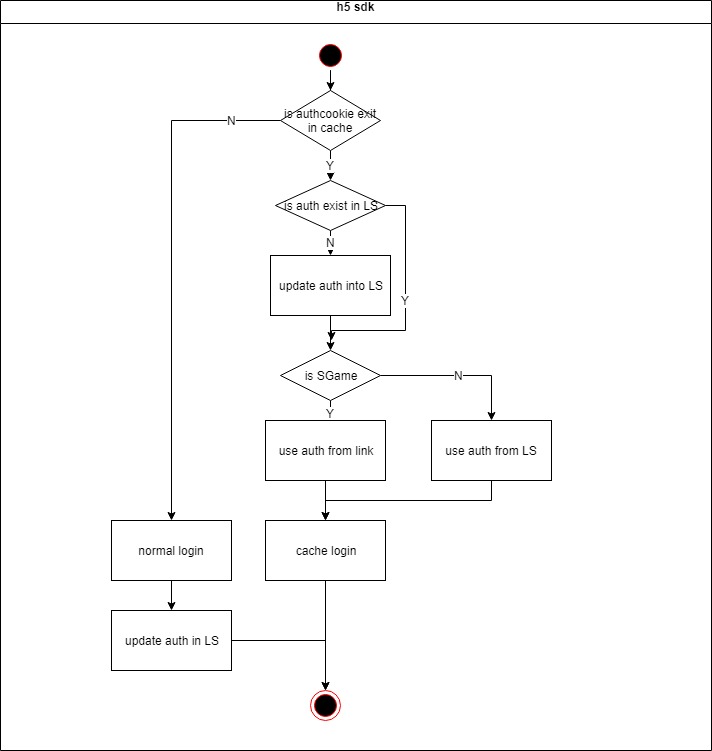 h5 sdk
is authcookie exit
in cache
N
Y
is auth exist in LS
N
update auth into LS
Y
is SGame
N
Y
use auth from link
use auth from LS
normal login
cache login
update auth in LS